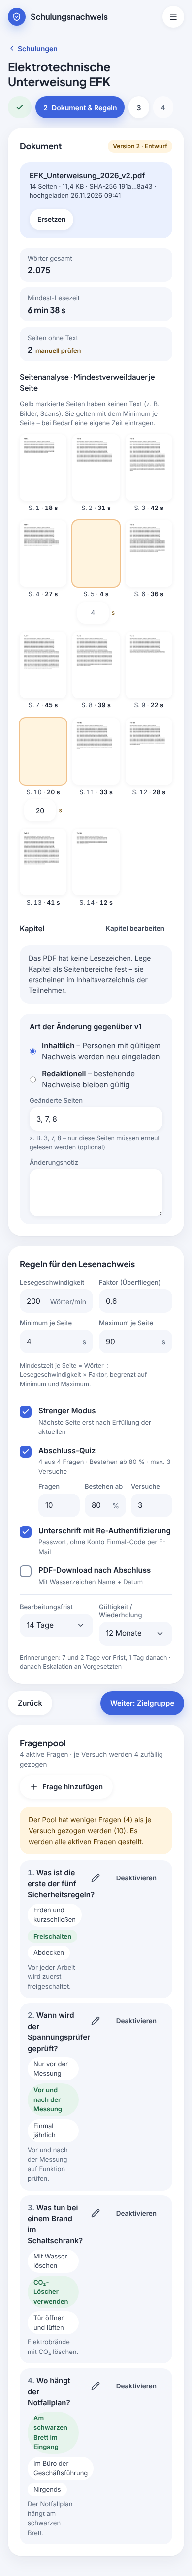 Schulungsnachweis
Schulungen
Elektrotechnische
Unterweisung EFK
2 Dokument & Regeln
3
4
Dokument
Version 2 · Entwurf
EFK_Unterweisung_2026_v2.pdf
14 Seiten · 11,4 KB · SHA-256 191a…8a43 ·
hochgeladen 26.11.2026 09:41
Ersetzen
Wörter gesamt
2.075
Mindest-Lesezeit
6 min 38 s
Seiten ohne Text
2 manuell prüfen
Seitenanalyse · Mindestverweildauer je
Seite
Gelb markierte Seiten haben keinen Text (z. B.
Bilder, Scans). Sie gelten mit dem Minimum je
Seite – bei Bedarf eine eigene Zeit eintragen.
S. 1 · 18 s
S. 2 · 31 s
S. 3 · 42 s
S. 4 · 27 s
S. 5 · 4 s
S. 6 · 36 s
4 s
S. 7 · 45 s
S. 8 · 39 s
S. 9 · 22 s
S. 10 · 20 s
S. 11 · 33 s
S. 12 · 28 s
20 s
S. 13 · 41 s
S. 14 · 12 s
Kapitel
Kapitel bearbeiten
Das PDF hat keine Lesezeichen. Lege
Kapitel als Seitenbereiche fest – sie
erscheinen im Inhaltsverzeichnis der
Teilnehmer.
Art der Änderung gegenüber v1
Inhaltlich – Personen mit gültigem
Nachweis werden neu eingeladen
Redaktionell – bestehende
Nachweise bleiben gültig
Geänderte Seiten
3, 7, 8
z. B. 3, 7, 8 – nur diese Seiten müssen erneut
gelesen werden (optional)
Änderungsnotiz
Regeln für den Lesenachweis
Lesegeschwindigkeit
Faktor (Überfliegen)
200 Wörter/min
0,6
Minimum je Seite
Maximum je Seite
4 s
90 s
Mindestzeit je Seite = Wörter ÷
Lesegeschwindigkeit × Faktor, begrenzt auf
Minimum und Maximum.
Strenger Modus
Nächste Seite erst nach Erfüllung der
aktuellen
Abschluss-Quiz
4 aus 4 Fragen · Bestehen ab 80 % · max. 3
Versuche
Fragen
Bestehen ab
Versuche
10
80 %
3
Unterschrift mit Re-Authentifizierung
Passwort, ohne Konto Einmal-Code per E-
Mail
PDF-Download nach Abschluss
Mit Wasserzeichen Name + Datum
Bearbeitungsfrist
Gültigkeit /
Wiederholung
14 Tage
12 Monate
Erinnerungen: 7 und 2 Tage vor Frist, 1 Tag danach ·
danach Eskalation an Vorgesetzten
Zurück
Weiter: Zielgruppe
Fragenpool
4 aktive Fragen · je Versuch werden 4 zufällig
gezogen
+ Frage hinzufügen
Der Pool hat weniger Fragen (4) als je
Versuch gezogen werden (10). Es
werden alle aktiven Fragen gestellt.
1. Was ist die
erste der fünf
Sicherheitsregeln?
Deaktivieren
Erden und
kurzschließen
Freischalten
Abdecken
Vor jeder Arbeit
wird zuerst
freigeschaltet.
2. Wann wird
der
Spannungsprüfer
geprüft?
Deaktivieren
Nur vor der
Messung
Vor und
nach der
Messung
Einmal
jährlich
Vor und nach
der Messung
auf Funktion
prüfen.
3. Was tun bei
einem Brand
im
Schaltschrank?
Deaktivieren
Mit Wasser
löschen
CO₂-
Löscher
verwenden
Tür öffnen
und lüften
Elektrobrände
mit CO₂ löschen.
4. Wo hängt
der
Notfallplan?
Deaktivieren
Am
schwarzen
Brett im
Eingang
Im Büro der
Geschäftsführung
Nirgends
Der Notfallplan
hängt am
schwarzen
Brett.